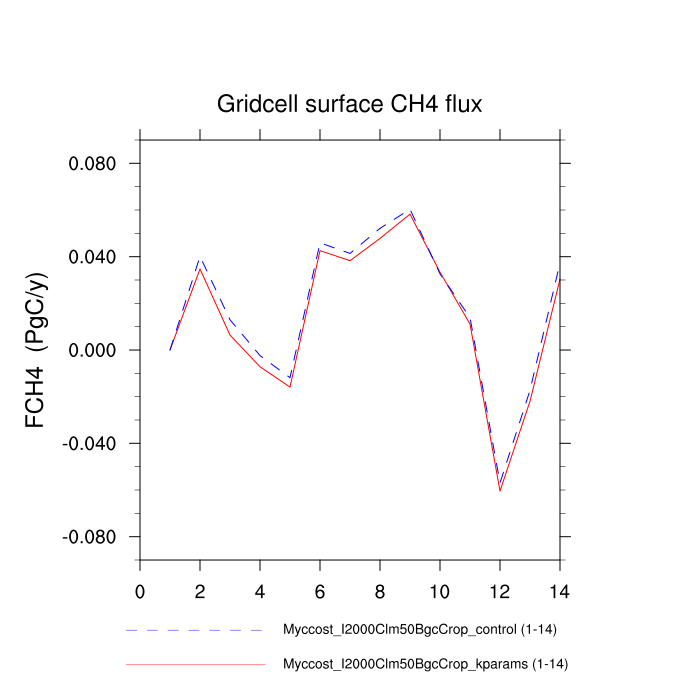 Gridcell surface CH4 flux
FCH4 (PgC/y)
0.080
0.040
0.000
-0.040
-0.080
0 2 4 6 8 10 12 14
Myccost_I2000Clm50BgcCrop_control (1-14)
Myccost_I2000Clm50BgcCrop_kparams (1-14)